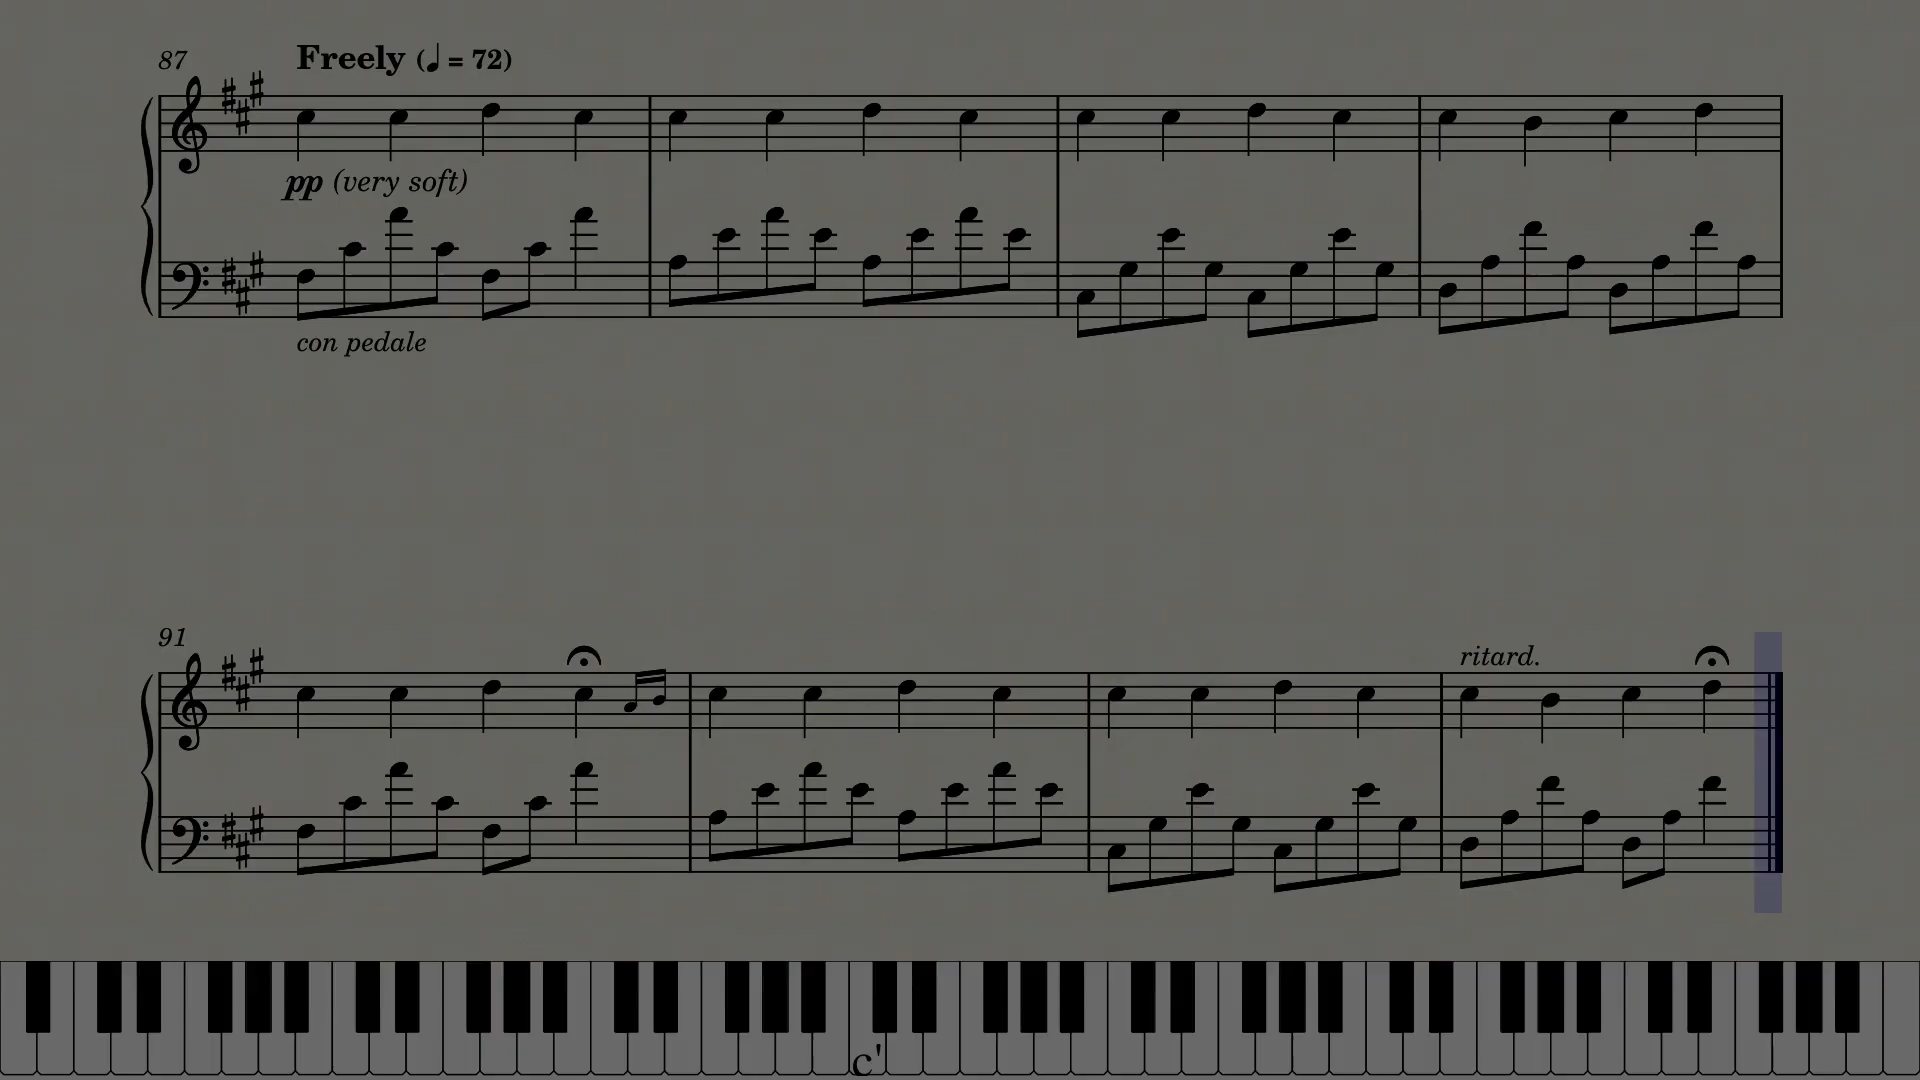 87 Freely (♩ = 72)
pp (very soft)
con pedale
91
ritard.
c'